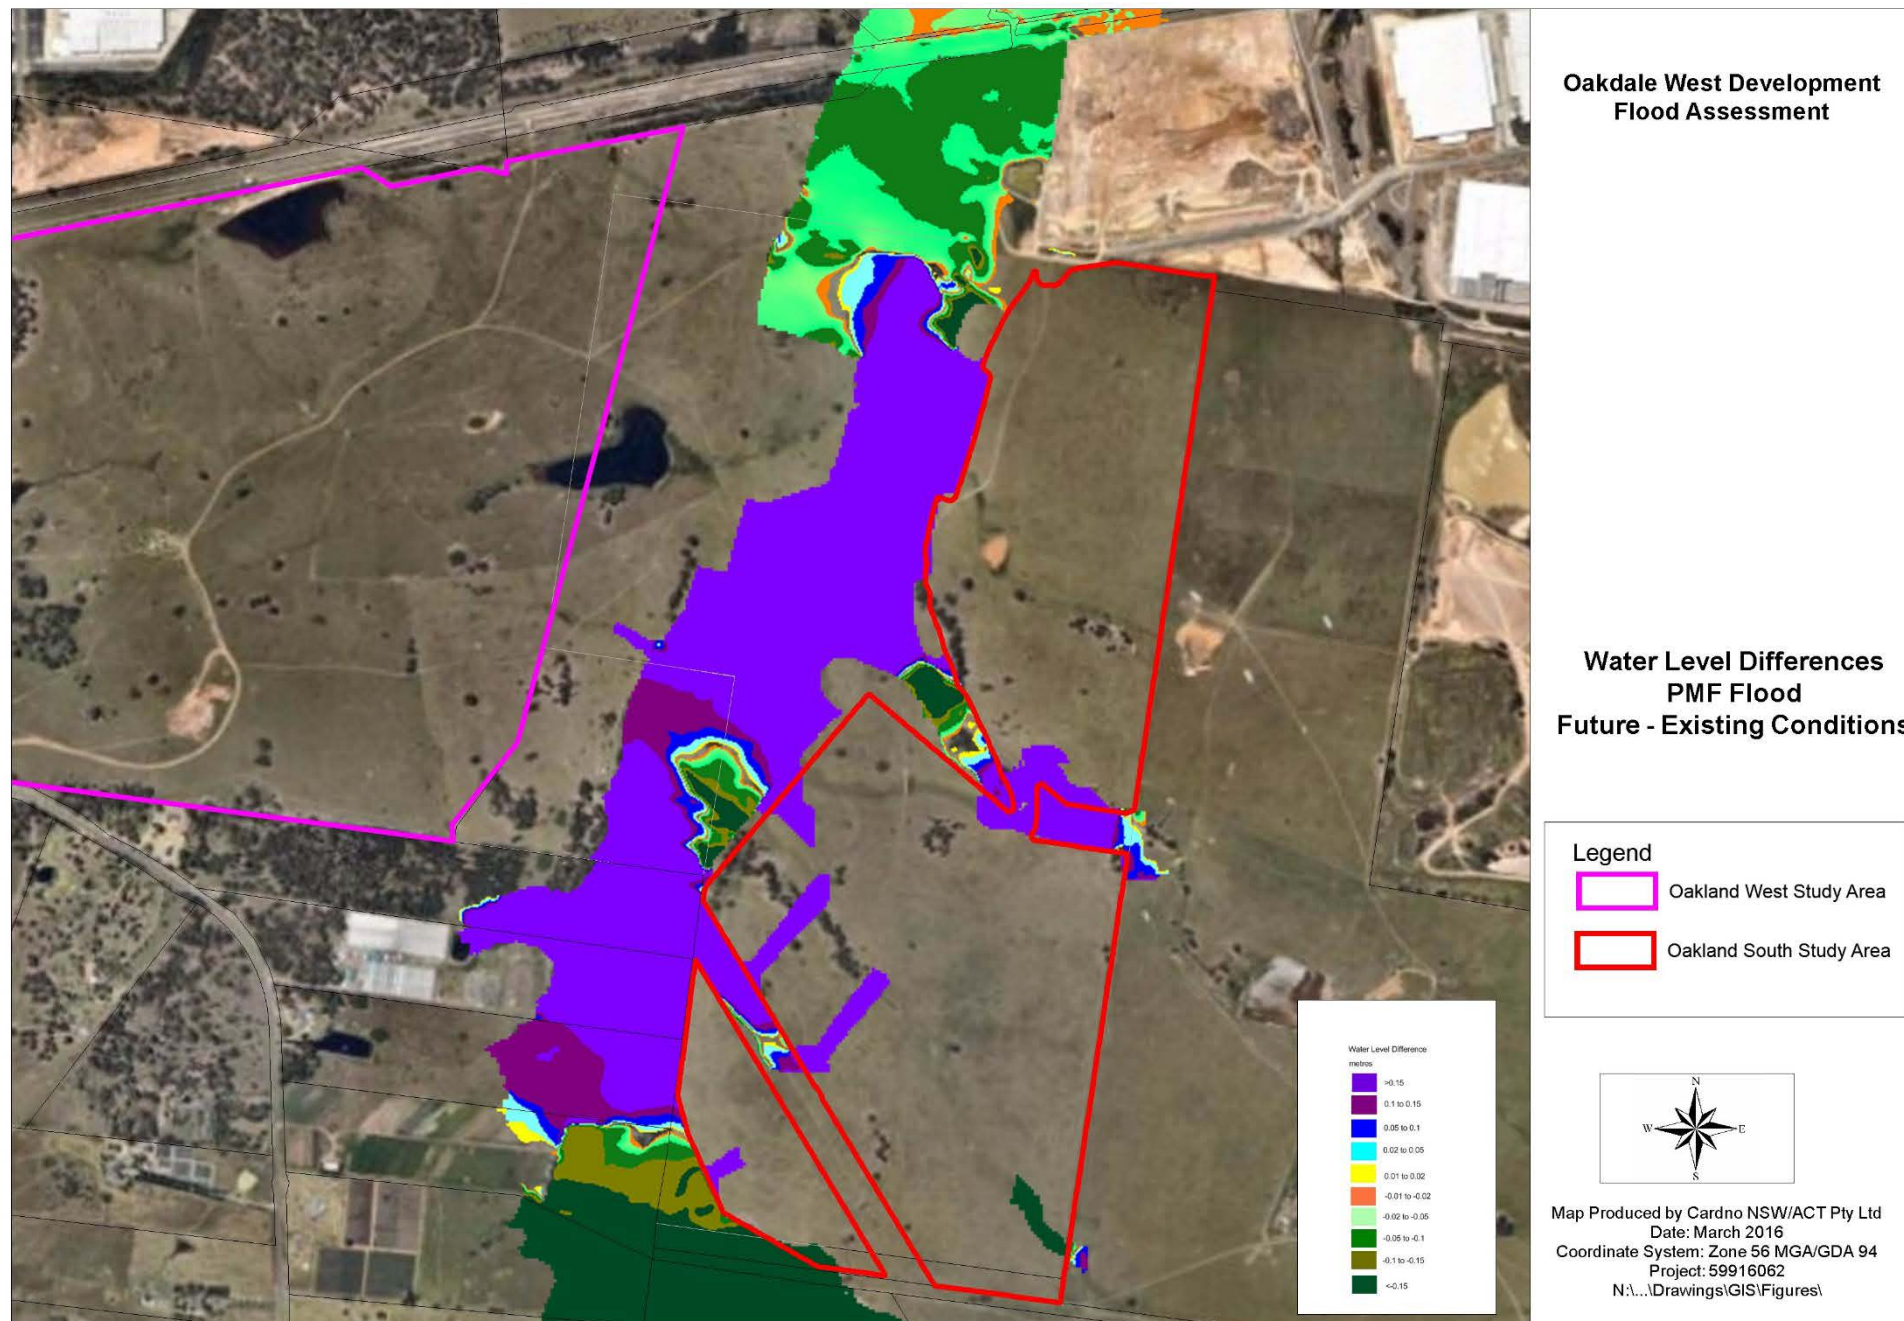 Oakdale West Development
Flood Assessment
Water Level Differences
PMF Flood
Future - Existing Conditions
Legend
Oakland West Study Area
Oakland South Study Area
Water Level Difference
metres
>0.15
0.1 to 0.15
0.05 to 0.1
0.02 to 0.05
0.01 to 0.02
-0.01 to -0.02
-0.02 to -0.05
-0.05 to -0.1
-0.1 to -0.15
<-0.15
N
W
E
S
Map Produced by Cardno NSW/ACT Pty Ltd
Date: March 2016
Coordinate System: Zone 56 MGA/GDA 94
Project: 59916062
N:\...\Drawings\GIS\Figures\